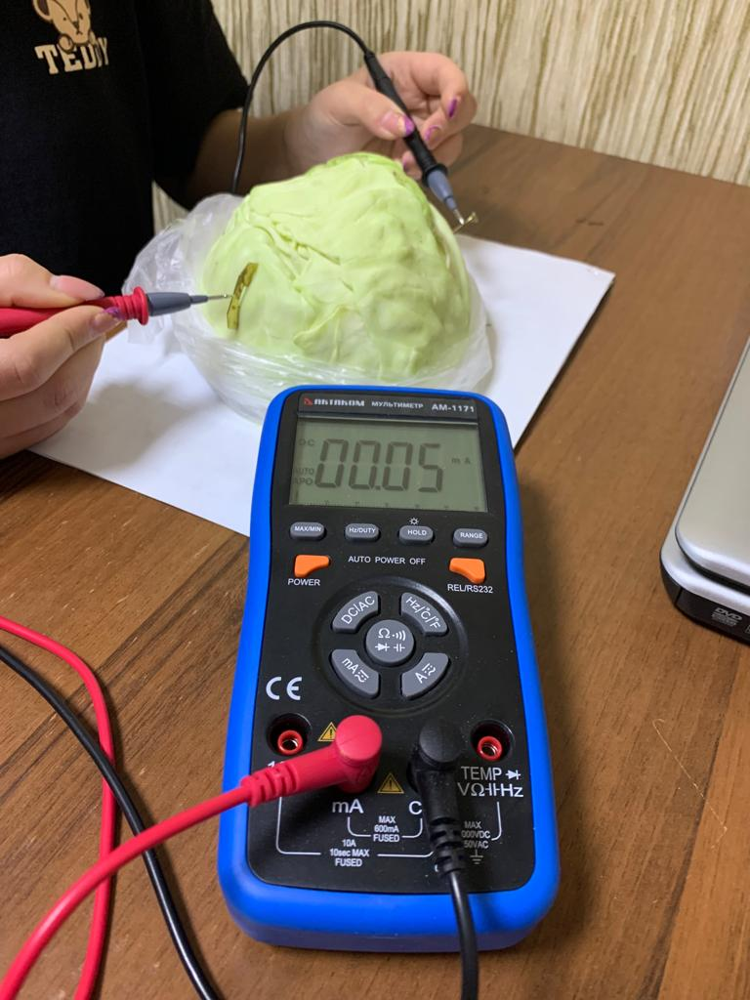 TEDDY
АКТАКОМ МУЛЬТИМЕТР AM-1171
DC
00.05 mA
AUTO
APO
MAX/MIN Hz/DUTY HOLD RANGE
AUTO POWER OFF
POWER REL/RS232
DC/AC Hz/°C/°F
Ω
mA A
CE
TEMP
mA C VΩHz
MAX
600mA
FUSED
MAX
10A
10sec MAX
FUSED
DVD